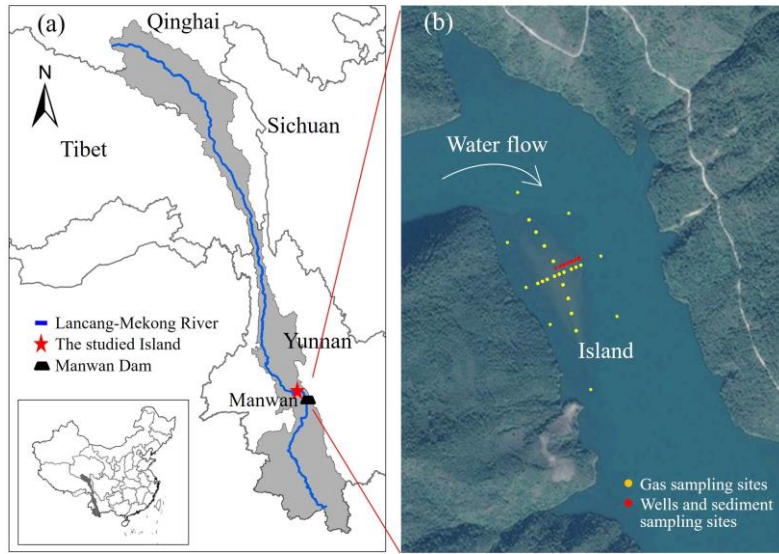 (a)
Qinghai
N
Sichuan
Tibet
Lancang-Mekong River
The studied Island
Manwan Dam
Yunnan
Manwan
(b)
Water flow
Island
Gas sampling sites
Wells and sediment
sampling sites